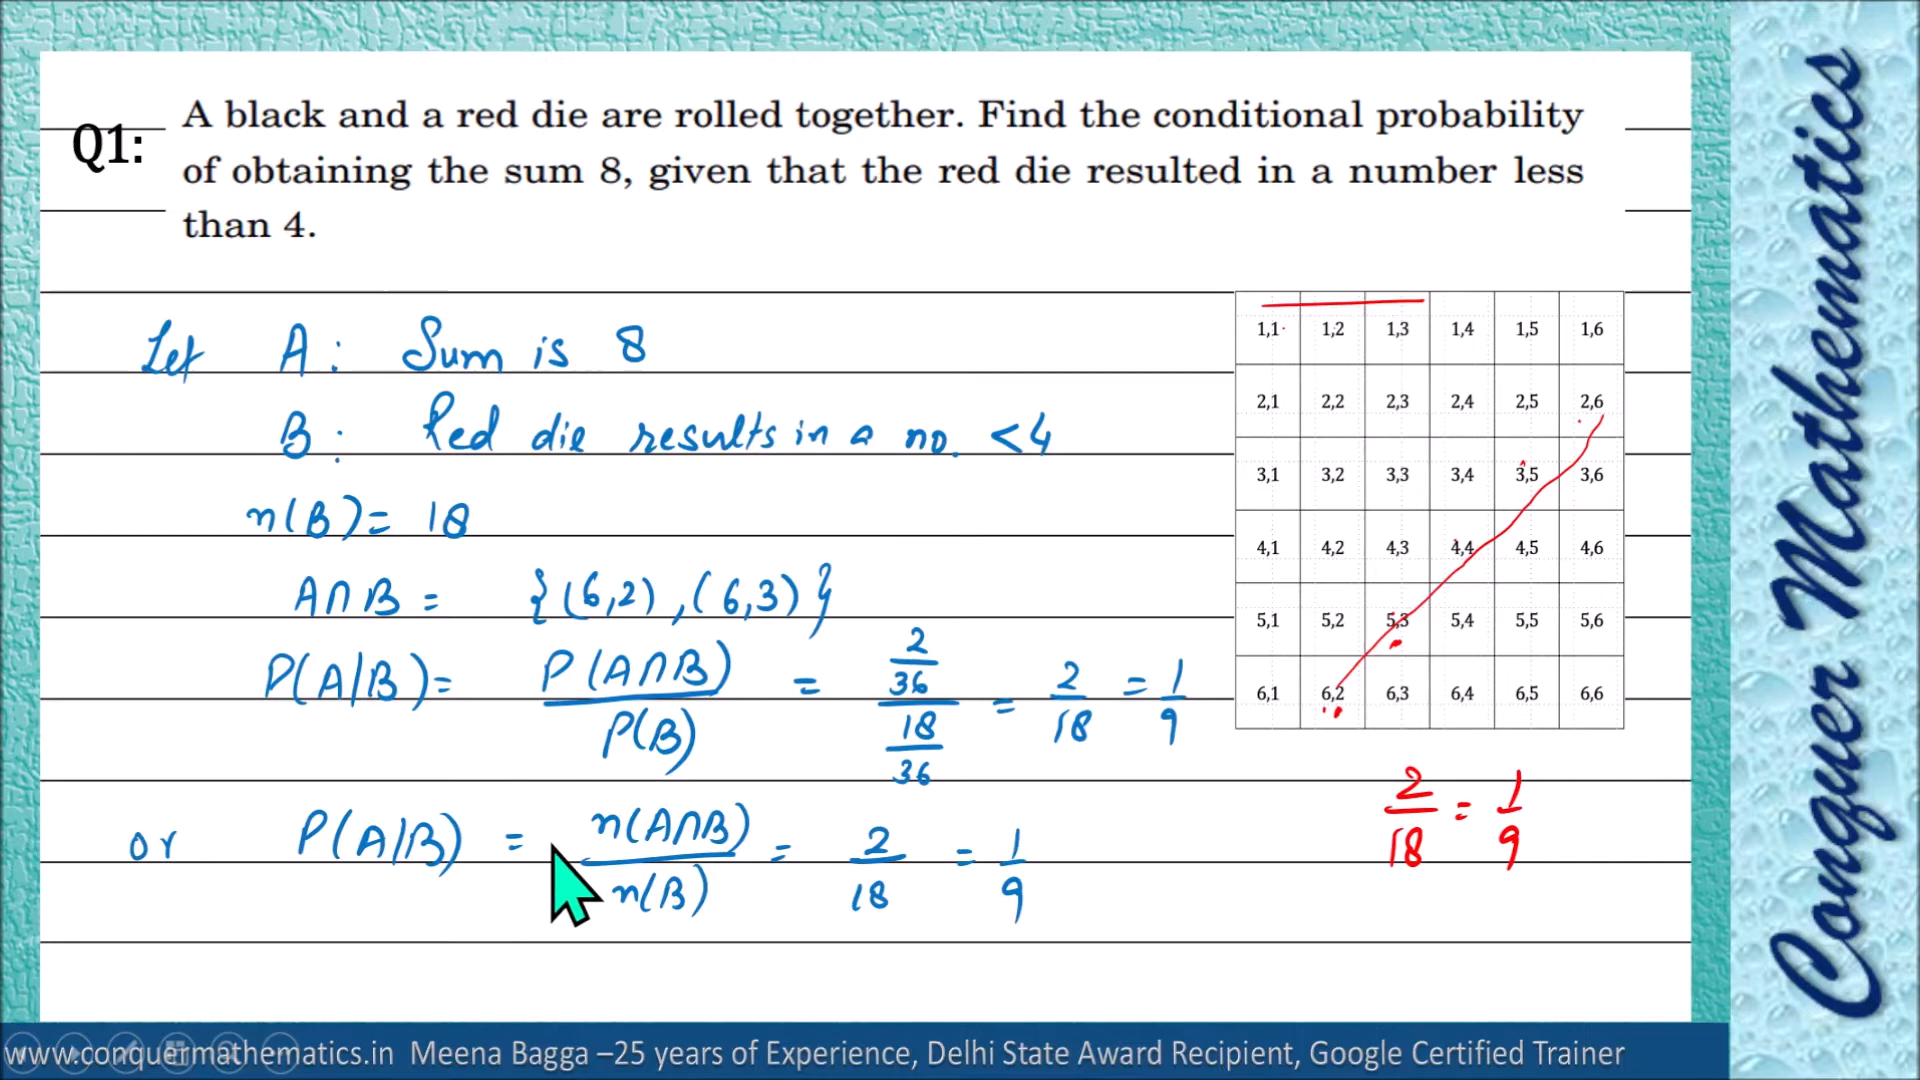 Q1:
A black and a red die are rolled together. Find the conditional probability
of obtaining the sum 8, given that the red die resulted in a number less
than 4.
Let A: Sum is 8
B: Red die results in a no. <4
n(B)= 18
A∩B = {(6,2),(6,3)}
P(A/B)= P(A∩B)/P(B) = (2/36)/(18/36) = 2/18 = 1/9
or P(A/B) = n(A∩B)/n(B) = 2/18 = 1/9
1,1 1,2 1,3 1,4 1,5 1,6
2,1 2,2 2,3 2,4 2,5 2,6
3,1 3,2 3,3 3,4 3,5 3,6
4,1 4,2 4,3 4,4 4,5 4,6
5,1 5,2 5,3 5,4 5,5 5,6
6,1 6,2 6,3 6,4 6,5 6,6
2/18 = 1/9
Conquer Mathematics
www.conquermathematics.in Meena Bagga –25 years of Experience, Delhi State Award Recipient, Google Certified Trainer